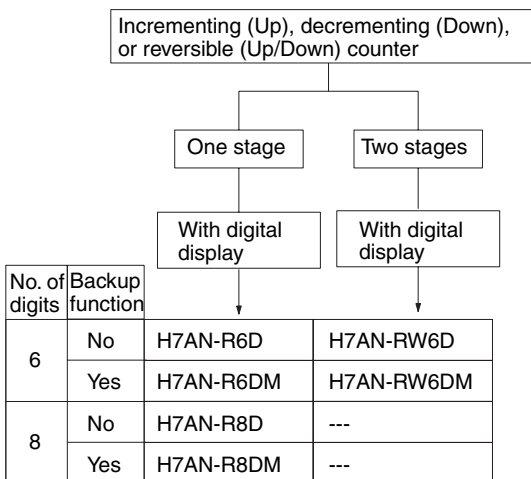 Incrementing (Up), decrementing (Down),
or reversible (Up/Down) counter
One stage
Two stages
With digital
display
With digital
display
No. of
digits
Backup
function
6
No
H7AN-R6D
H7AN-RW6D
Yes
H7AN-R6DM
H7AN-RW6DM
8
No
H7AN-R8D
---
Yes
H7AN-R8DM
---